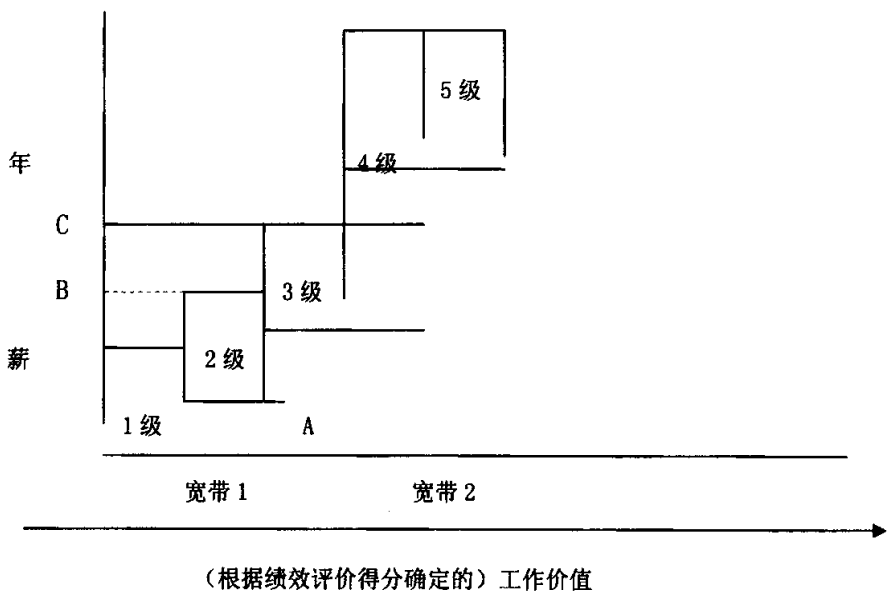 5 级
年
4 级
C
B
3 级
薪
2 级
1 级
A
宽带 1
宽带 2
（根据绩效评价得分确定的）工作价值